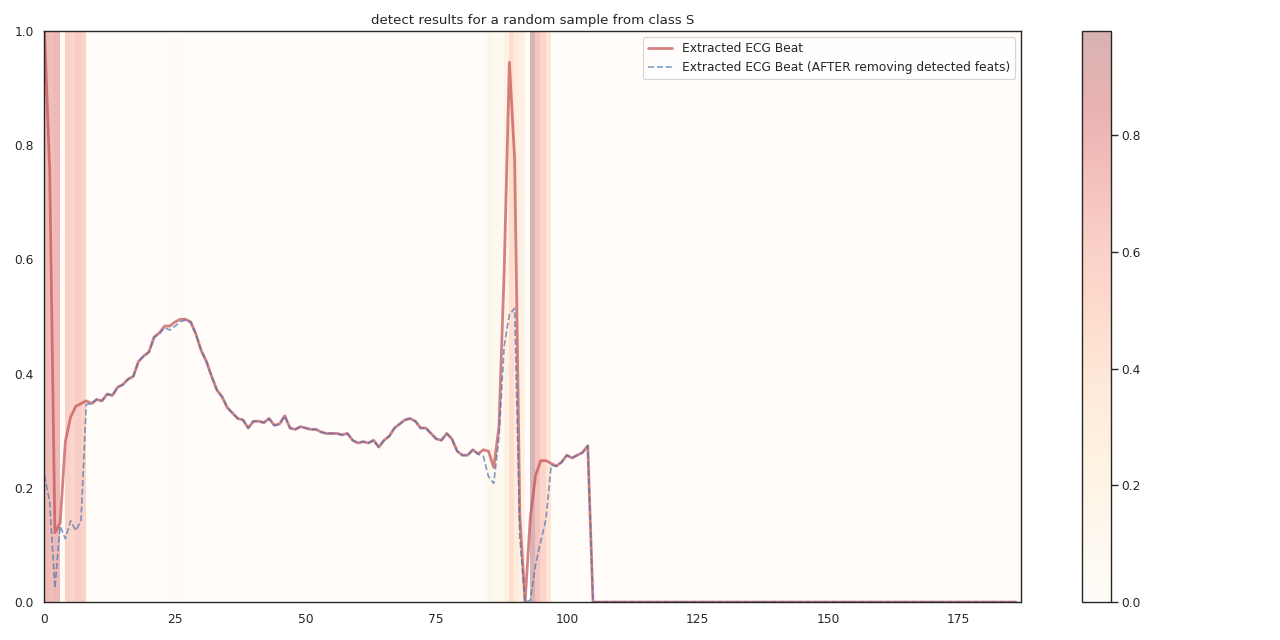 detect results for a random sample from class S
Extracted ECG Beat
Extracted ECG Beat (AFTER removing detected feats)
1.0
0.8
0.6
0.4
0.2
0.0
0 25 50 75 100 125 150 175
0.8
0.6
0.4
0.2
0.0